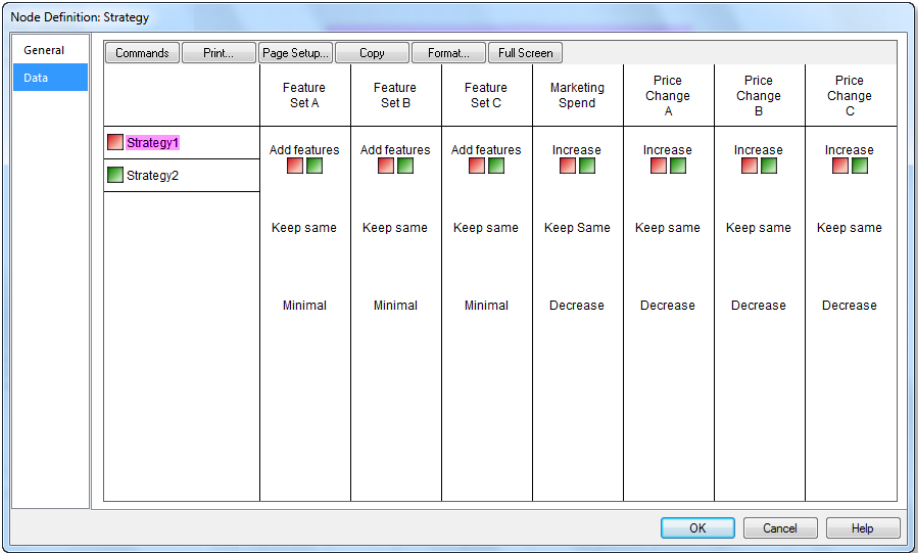 Node Definition: Strategy
General
Data
Commands Print... Page Setup... Copy Format... Full Screen
Feature Set A
Feature Set B
Feature Set C
Marketing Spend
Price Change A
Price Change B
Price Change C
Strategy1
Strategy2
Add features Add features Add features Increase Increase Increase Increase
Keep same Keep same Keep same Keep Same Keep same Keep same Keep same
Minimal Minimal Minimal Decrease Decrease Decrease Decrease
OK Cancel Help